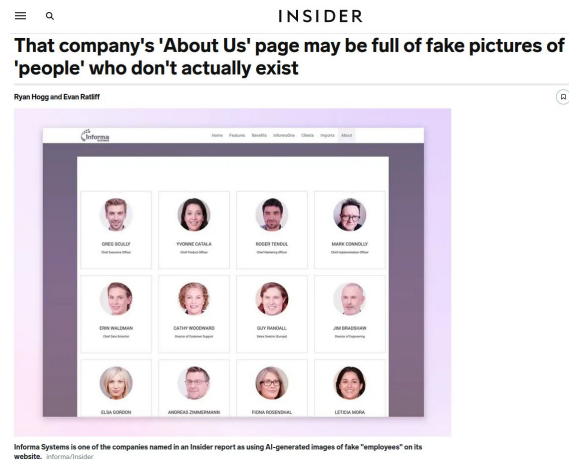 INSIDER
That company's 'About Us' page may be full of fake pictures of
'people' who don't actually exist
Ryan Hogg and Evan Ratliff
Informa
SYSTEMS
Home Features Benefits InformaOne Clients Imports About
GREG SCULLY YVONNE CATALA ROGER TENDUL MARK CONNOLLY
Chief Executive Officer Chief Product Officer Chief Marketing Officer Chief Implementation Officer
ERIN WALDMAN CATHY WOODWARD GUY RANDALL JIM BRADSHAW
Chief Data Scientist Director of Customer Support Sales Director (Europe) Director of Engineering
ELSA GORDON ANDREAS ZIMMERMANN FIONA ROSENDHAL LETICIA MORA
Informa Systems is one of the companies named in an Insider report as using AI-generated images of fake "employees" on its
website. informa/Insider